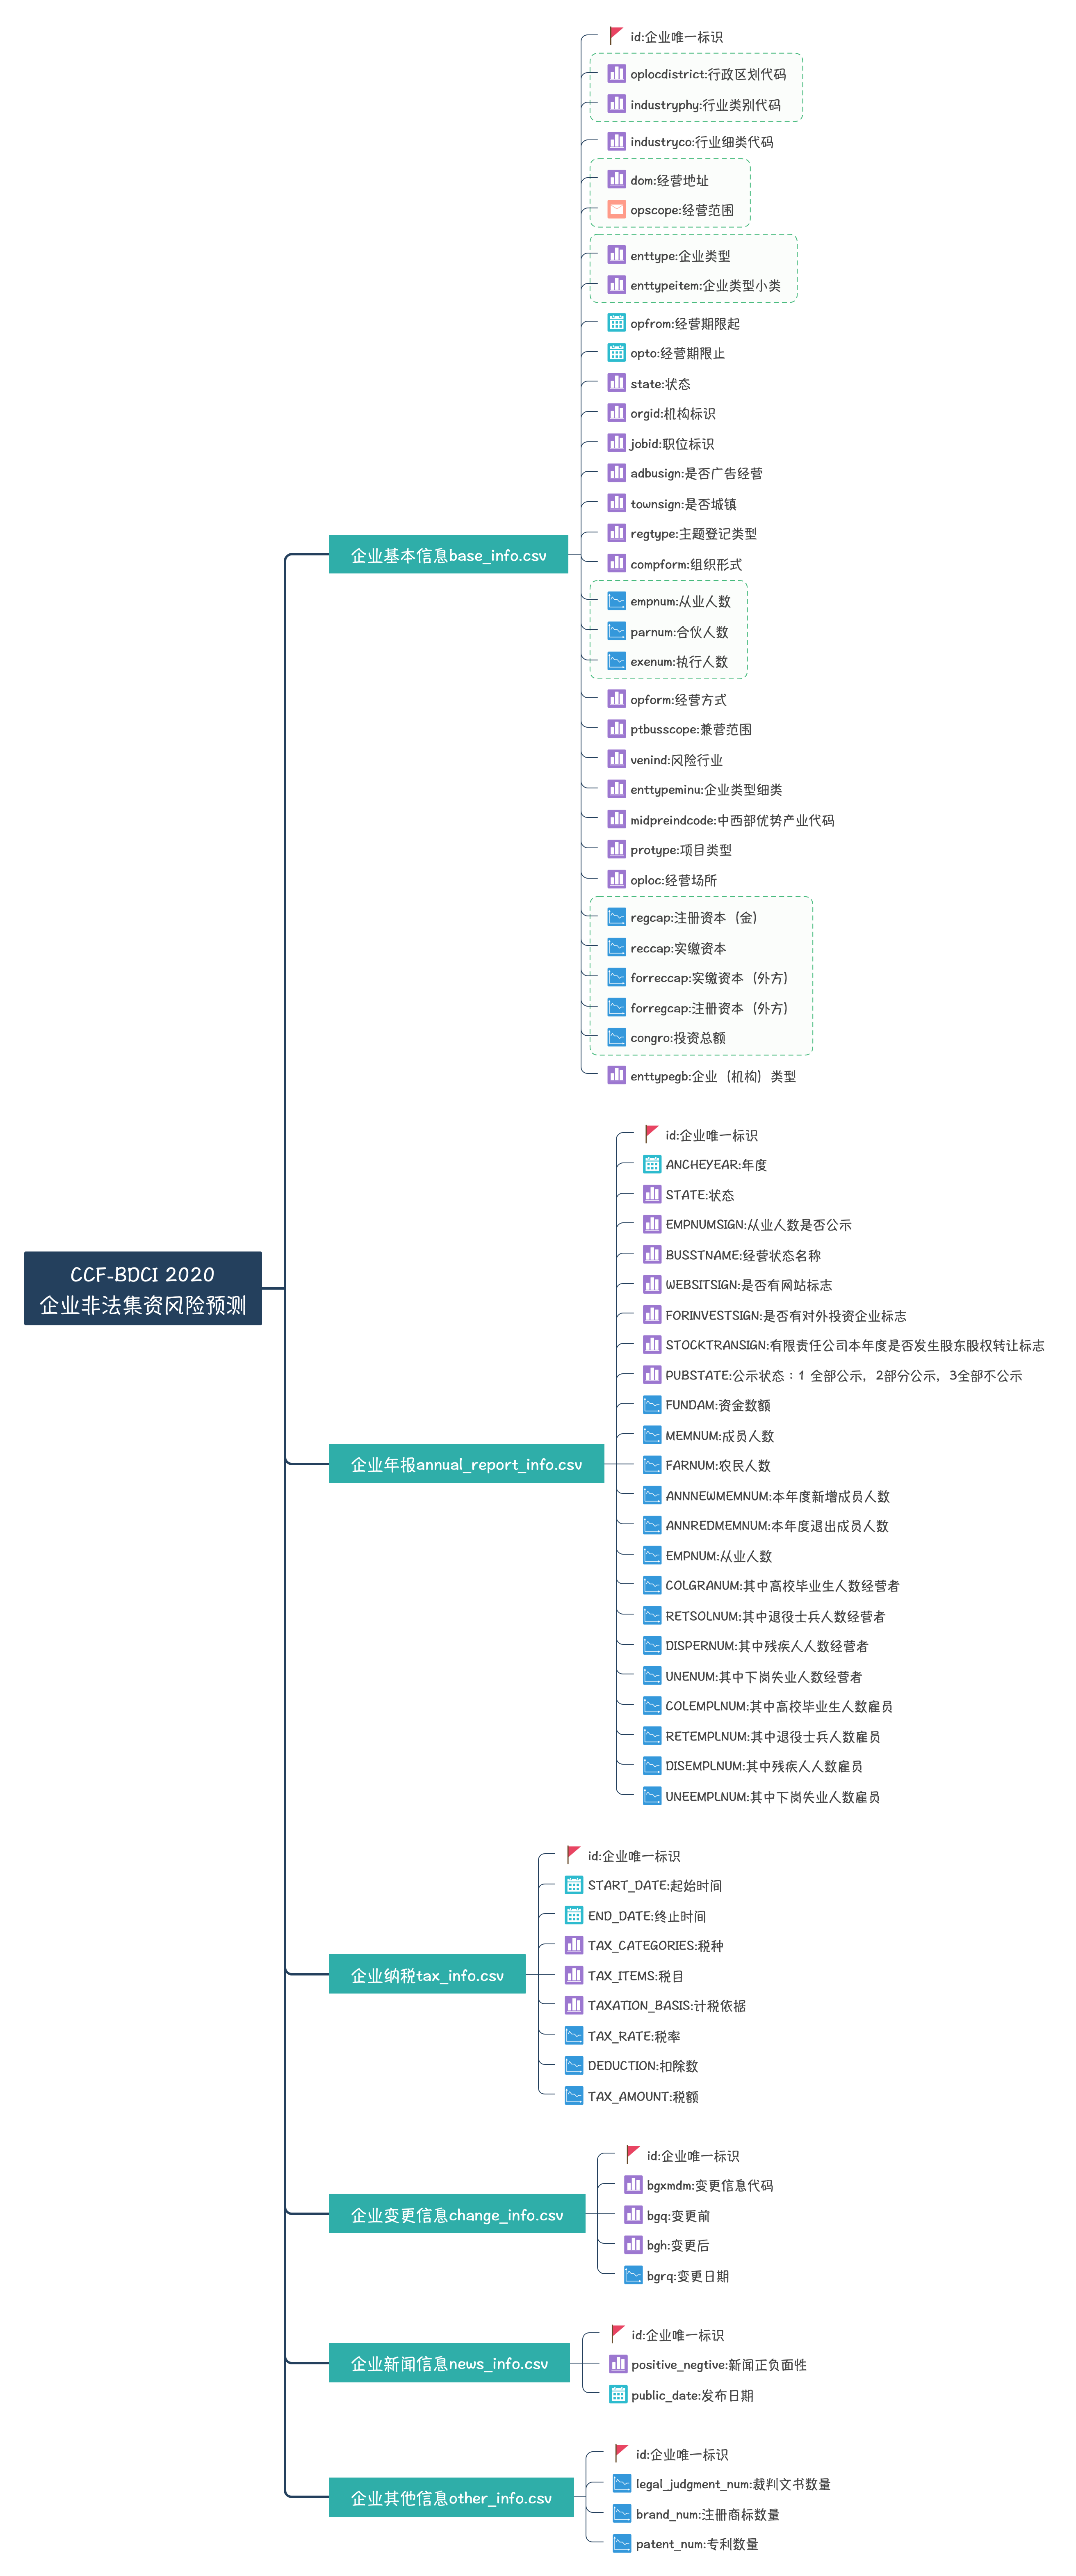 CCF-BDCI 2020
企业非法集资风险预测
企业基本信息base_info.csv
id:企业唯一标识
oplocdistrict:行政区划代码
industryphy:行业类别代码
industryco:行业细类代码
dom:经营地址
opscope:经营范围
enttype:企业类型
enttypeitem:企业类型小类
opfrom:经营期限起
opto:经营期限止
state:状态
orgid:机构标识
jobid:职位标识
adbusign:是否广告经营
townsign:是否城镇
regtype:主题登记类型
compform:组织形式
empnum:从业人数
parnum:合伙人数
exenum:执行人数
opform:经营方式
ptbusscope:兼营范围
venind:风险行业
enttypeminu:企业类型细类
midpreindcode:中西部优势产业代码
protype:项目类型
oploc:经营场所
regcap:注册资本（金）
reccap:实缴资本
forreccap:实缴资本（外方）
forregcap:注册资本（外方）
congro:投资总额
enttypegb:企业（机构）类型
企业年报annual_report_info.csv
id:企业唯一标识
ANCHEYEAR:年度
STATE:状态
EMPNUMSIGN:从业人数是否公示
BUSSTNAME:经营状态名称
WEBSITSIGN:是否有网站标志
FORINVESTSIGN:是否有对外投资企业标志
STOCKTRANSIGN:有限责任公司本年度是否发生股东股权转让标志
PUBSTATE:公示状态：1 全部公示，2部分公示，3全部不公示
FUNDAM:资金数额
MEMNUM:成员人数
FARNUM:农民人数
ANNNEWMEMNUM:本年度新增成员人数
ANNREDMEMNUM:本年度退出成员人数
EMPNUM:从业人数
COLGRANUM:其中高校毕业生人数经营者
RETSOLNUM:其中退役士兵人数经营者
DISPERNUM:其中残疾人人数经营者
UNENUM:其中下岗失业人数经营者
COLEMPLNUM:其中高校毕业生人数雇员
RETEMPLNUM:其中退役士兵人数雇员
DISEMPLNUM:其中残疾人人数雇员
UNEEMPLNUM:其中下岗失业人数雇员
企业纳税tax_info.csv
id:企业唯一标识
START_DATE:起始时间
END_DATE:终止时间
TAX_CATEGORIES:税种
TAX_ITEMS:税目
TAXATION_BASIS:计税依据
TAX_RATE:税率
DEDUCTION:扣除数
TAX_AMOUNT:税额
企业变更信息change_info.csv
id:企业唯一标识
bgxmdm:变更信息代码
bgq:变更前
bgh:变更后
bgrq:变更日期
企业新闻信息news_info.csv
id:企业唯一标识
positive_negtive:新闻正负面性
public_date:发布日期
企业其他信息other_info.csv
id:企业唯一标识
legal_judgment_num:裁判文书数量
brand_num:注册商标数量
patent_num:专利数量